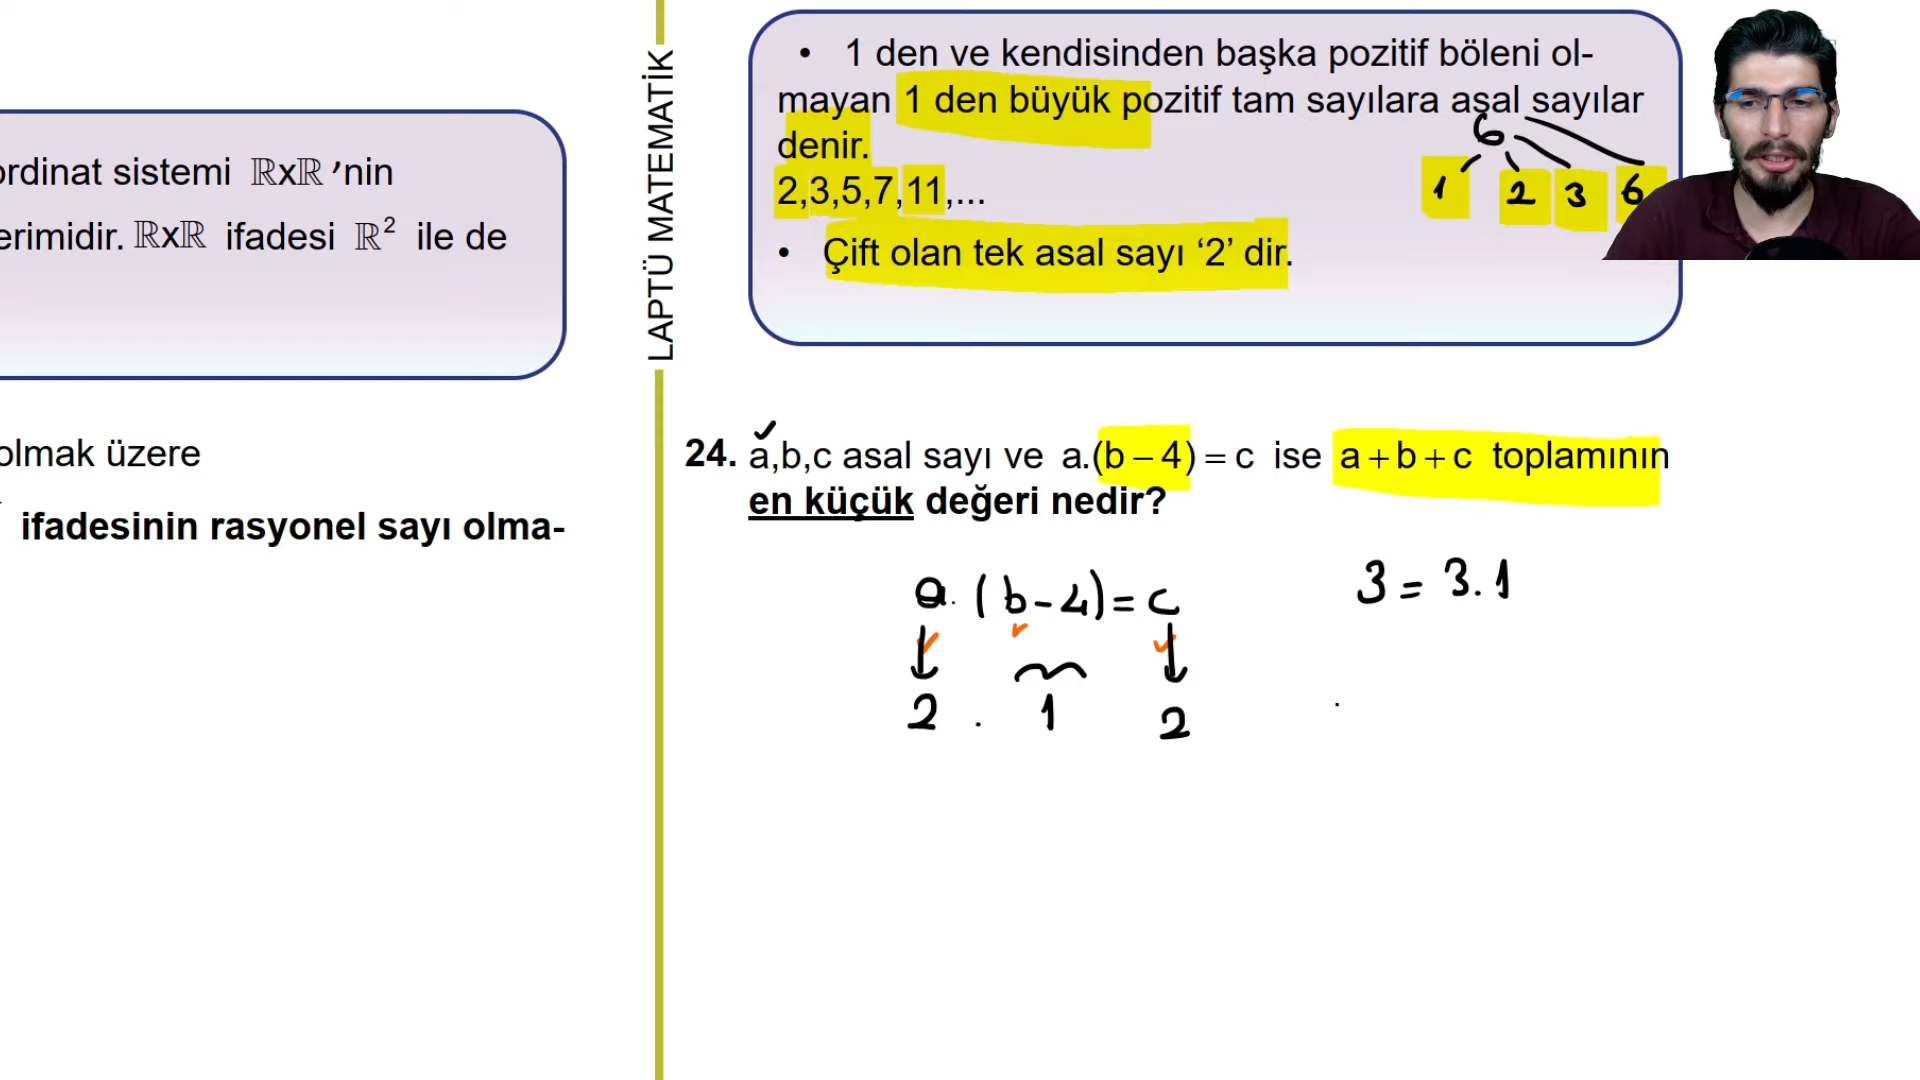 ordinat sistemi ℝxℝ 'nin
erimidir. ℝxℝ ifadesi ℝ² ile de
olmak üzere
ifadesinin rasyonel sayı olma-
LAPTÜ MATEMATİK
• 1 den ve kendisinden başka pozitif böleni ol-
mayan 1 den büyük pozitif tam sayılara asal sayılar
denir.
2,3,5,7,11,...
• Çift olan tek asal sayı ‘2’ dir.
6
1 2 3 6
24. a,b,c asal sayı ve a.(b – 4) = c ise a + b + c toplamının
en küçük değeri nedir?
a. (b - 4) = c
2 . 1 2
3 = 3.1